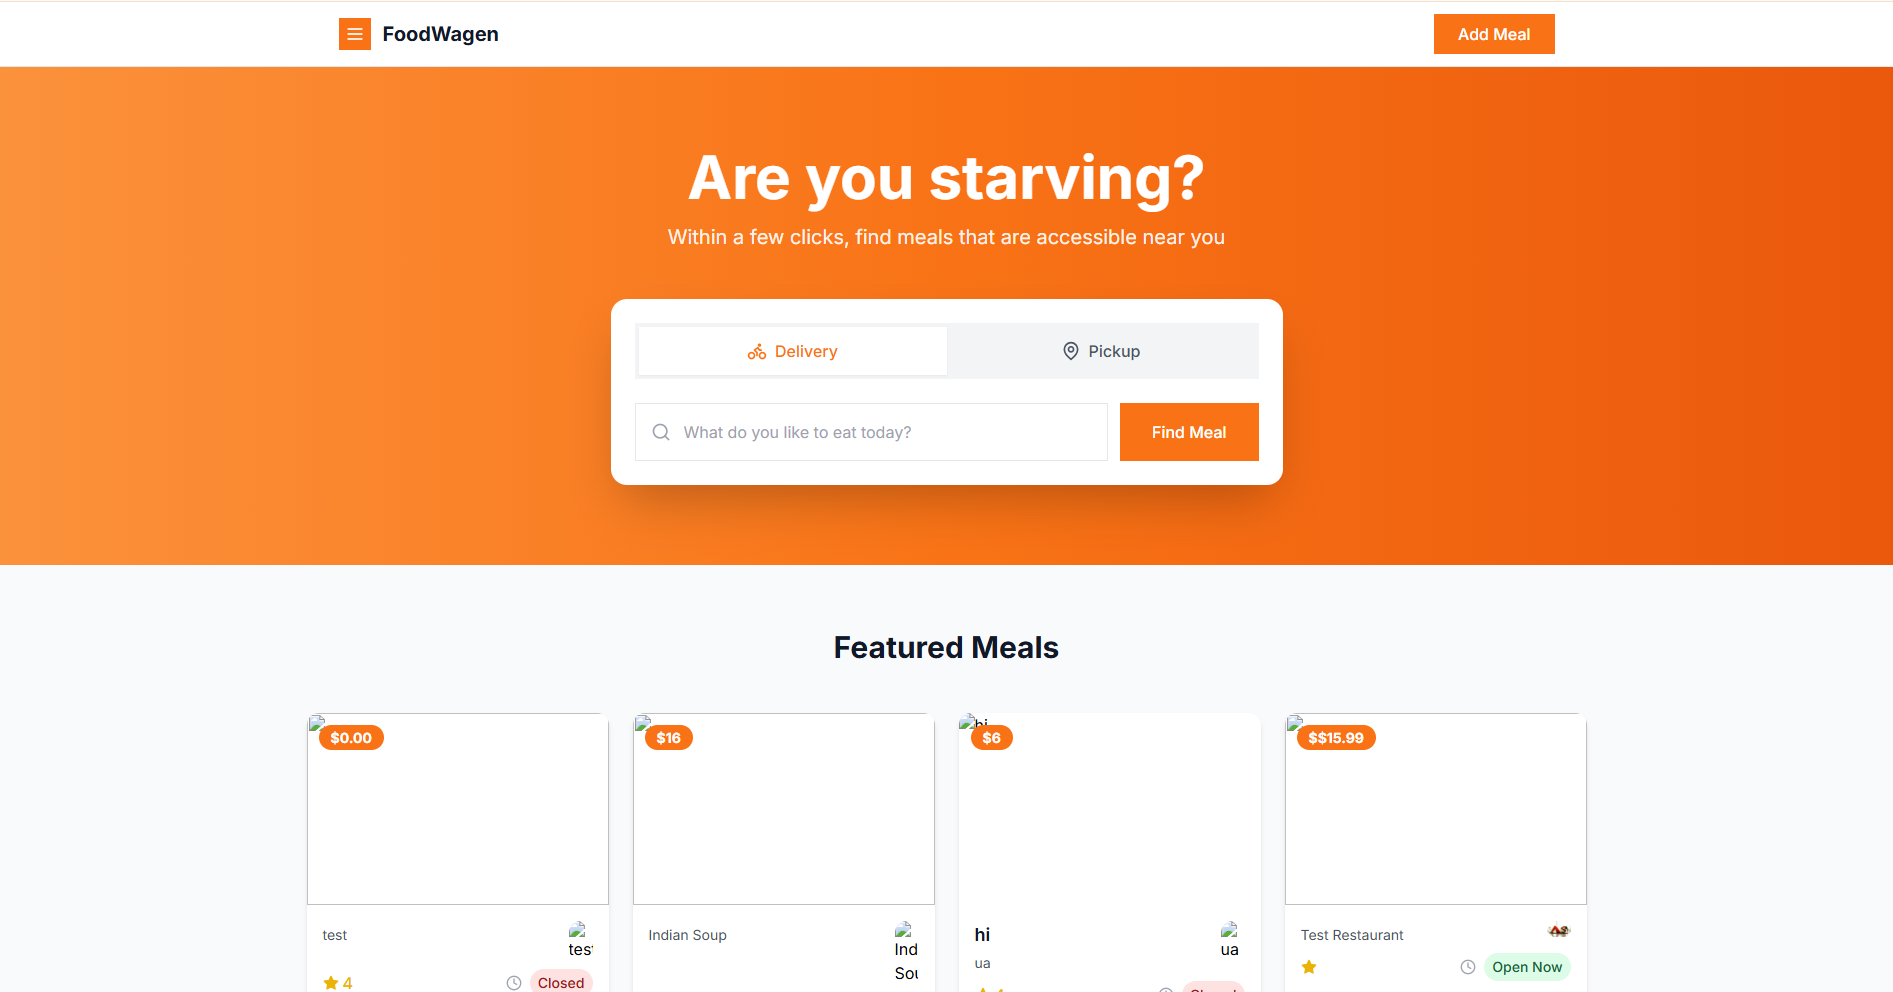 FoodWagen
Add Meal
Are you starving?
Within a few clicks, find meals that are accessible near you
Delivery
Pickup
What do you like to eat today?
Find Meal
Featured Meals
$0.00
test
test
4
Closed
$16
Indian Soup
Ind
Sou
hi
$6
hi
ua
ua
$$15.99
Test Restaurant
Open Now